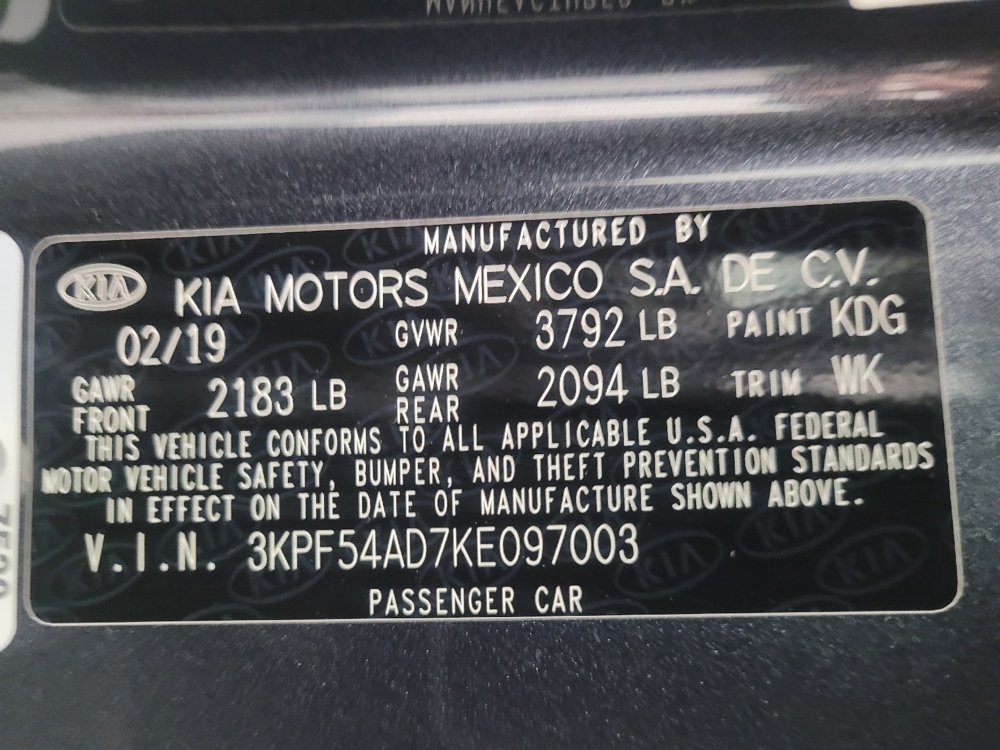 MANUFACTURED BY
KIA KIA MOTORS MEXICO S.A. DE C.V.
02/19 GVWR 3792 LB PAINT KDG
GAWR FRONT 2183 LB GAWR REAR 2094 LB TRIM WK
THIS VEHICLE CONFORMS TO ALL APPLICABLE U.S.A. FEDERAL
MOTOR VEHICLE SAFETY, BUMPER, AND THEFT PREVENTION STANDARDS
IN EFFECT ON THE DATE OF MANUFACTURE SHOWN ABOVE.
V.I.N. 3KPF54AD7KE097003
PASSENGER CAR